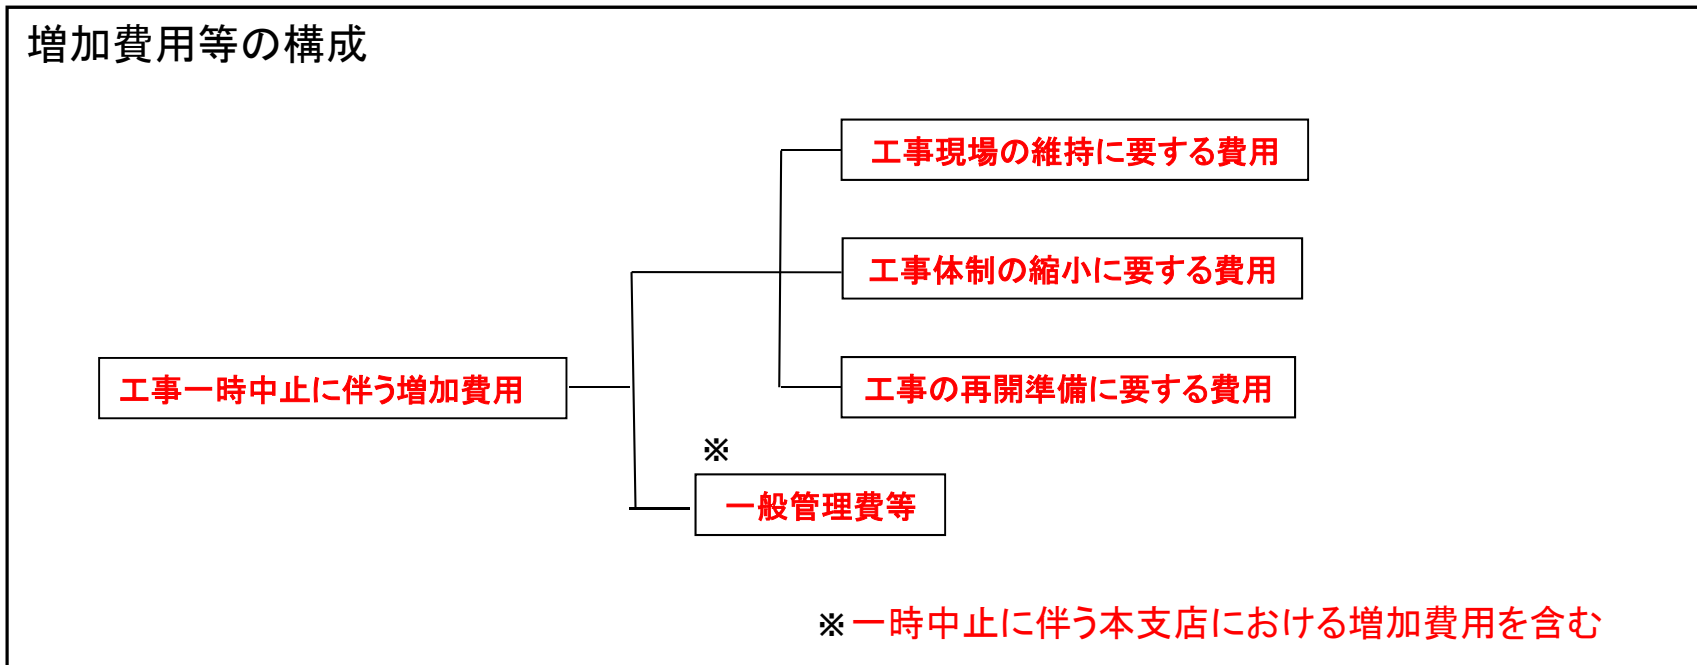 増加費用等の構成
工事現場の維持に要する費用
工事体制の縮小に要する費用
工事一時中止に伴う増加費用
工事の再開準備に要する費用
※
一般管理費等
※一時中止に伴う本支店における増加費用を含む